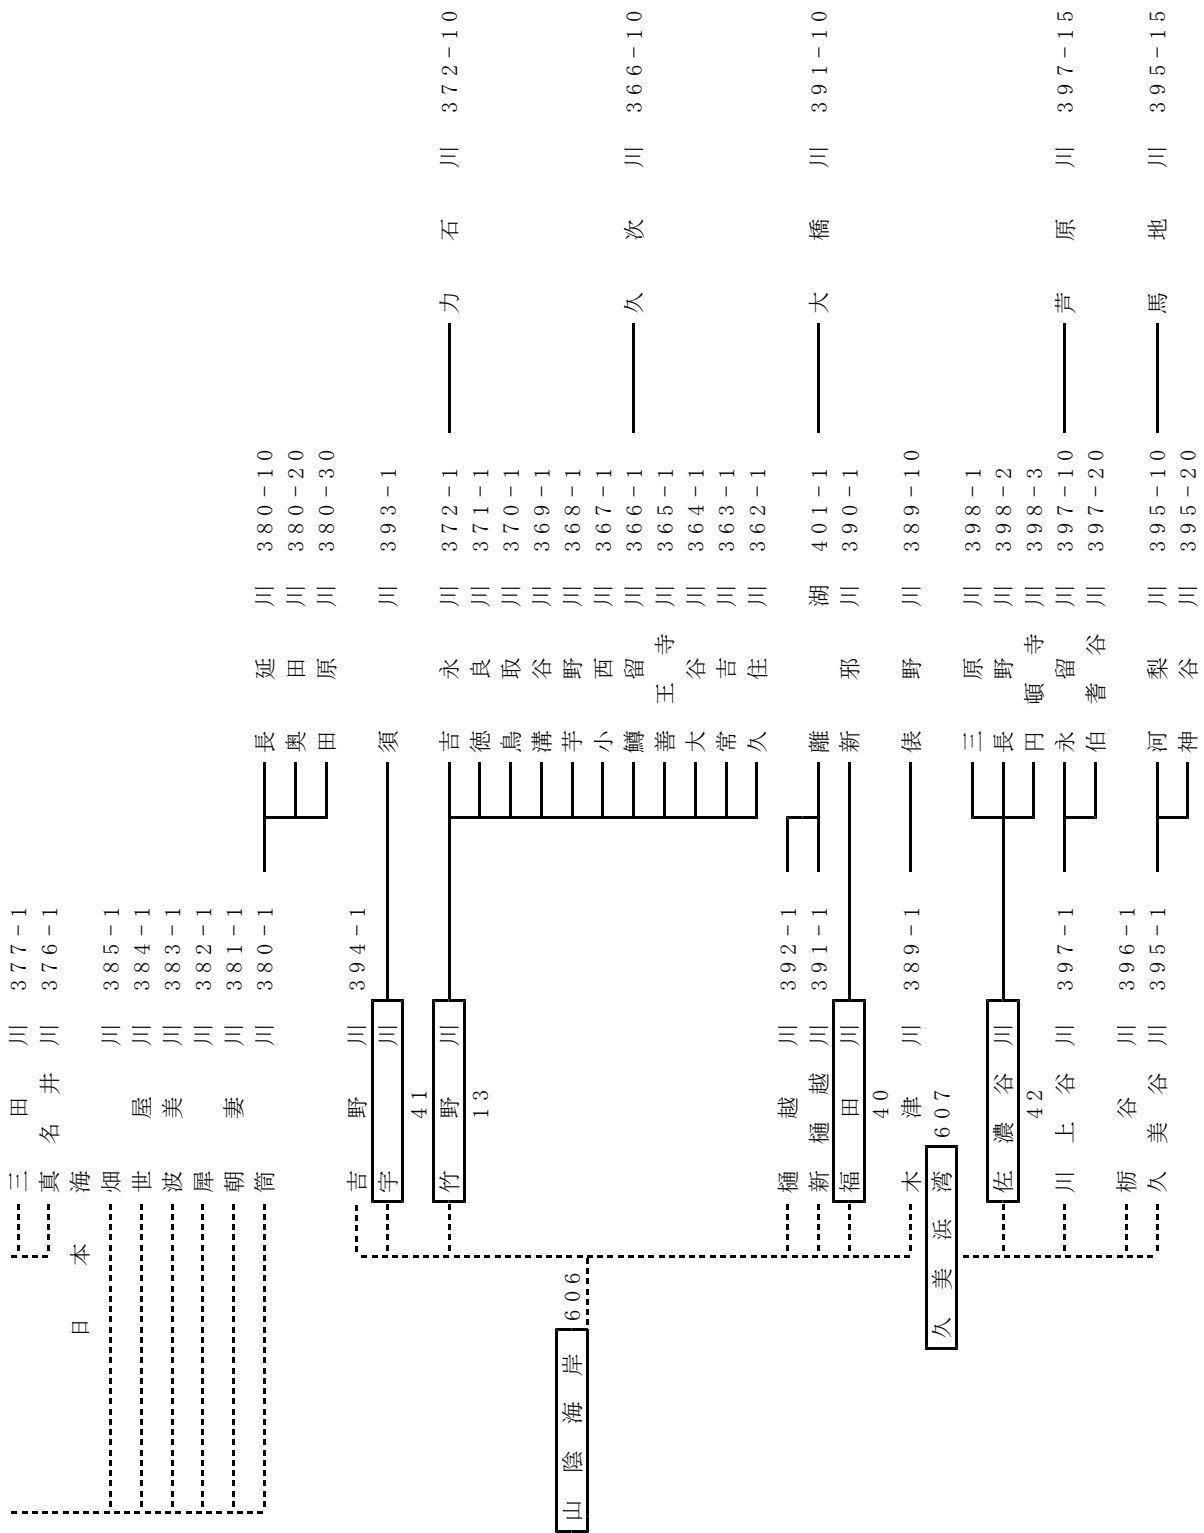 三田川 377-1
真名井川 376-1
日本海
畑川 385-1
世屋川 384-1
波美川 383-1
犀川 382-1
朝妻川 381-1
筒川 380-1 長延川 380-10
奥田川 380-20
田原川 380-30
吉野川 394-1
宇川 須川 393-1
41
竹野川 吉永川 372-1 力石川 372-10
13 徳良川 371-1
鳥取川 370-1
溝谷川 369-1
山陰海岸 606 芋野川 368-1
小西川 367-1
鱒留川 366-1 久次川 366-10
善王寺川 365-1
大谷川 364-1
常吉川 363-1
久住川 362-1
樋越川 392-1
新樋越川 391-1 離湖 401-1 大橋川 391-10
福田川 新邪川 390-1
40
木津川 389-1 俵野川 389-10
久美浜湾 607
三原川 398-1
佐濃谷川 長野川 398-2
42 円頓寺川 398-3
川上谷川 397-1 永留川 397-10 芦原川 397-15
伯耆谷川 397-20
栃谷川 396-1
久美谷川 395-1 河梨川 395-10 馬地川 395-15
神谷川 395-20